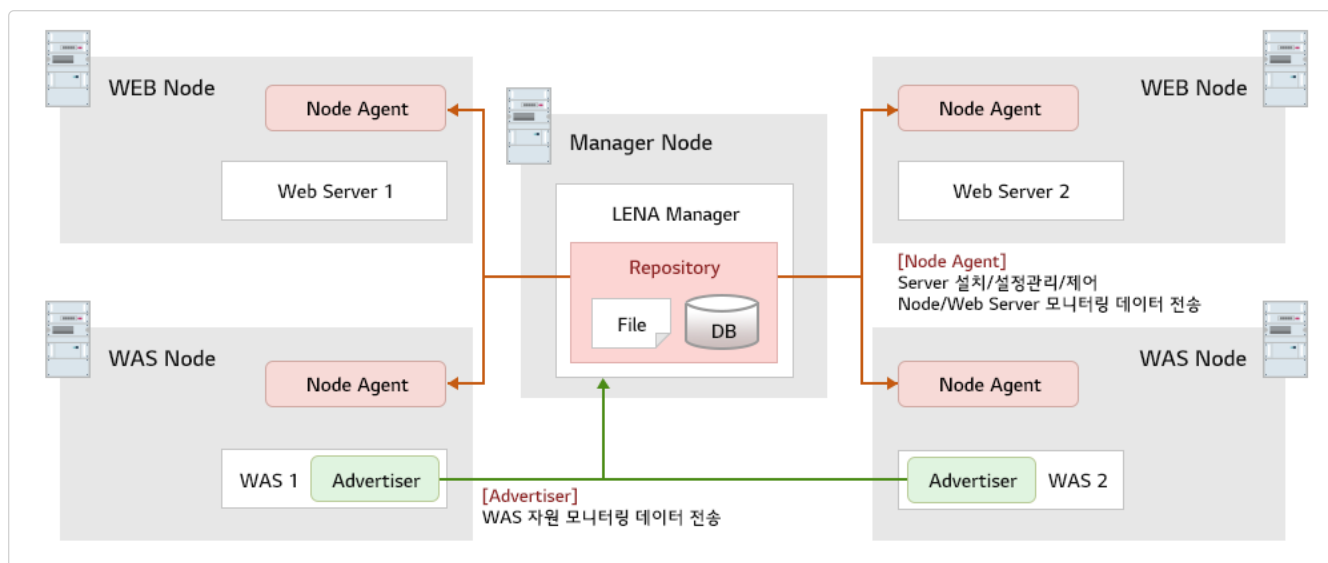 WEB Node
Node Agent
Web Server 1
Manager Node
LENA Manager
Repository
File
DB
WEB Node
Node Agent
Web Server 2
[Node Agent]
Server 설치/설정관리/제어
Node/Web Server 모니터링 데이터 전송
WAS Node
Node Agent
WAS 1
Advertiser
[Advertiser]
WAS 자원 모니터링 데이터 전송
WAS Node
Node Agent
Advertiser
WAS 2